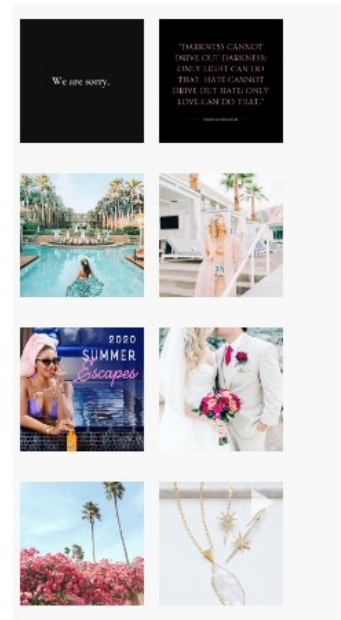 We are sorry.
"DARKNESS CANNOT
DRIVE OUT DARKNESS:
ONLY LIGHT CAN DO
THAT. HATE CANNOT
DRIVE OUT HATE; ONLY
LOVE CAN DO THAT."
2020
SUMMER
Escapes